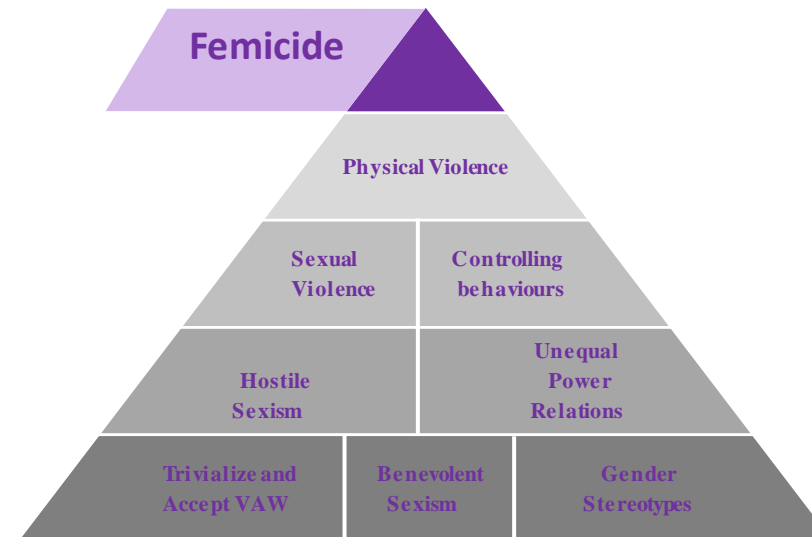 Femicide
Physical Violence
Sexual
Violence
Controlling
behaviours
Hostile
Sexism
Unequal
Power
Relations
Trivialize and
Accept VAW
Benevolent
Sexism
Gender
Stereotypes